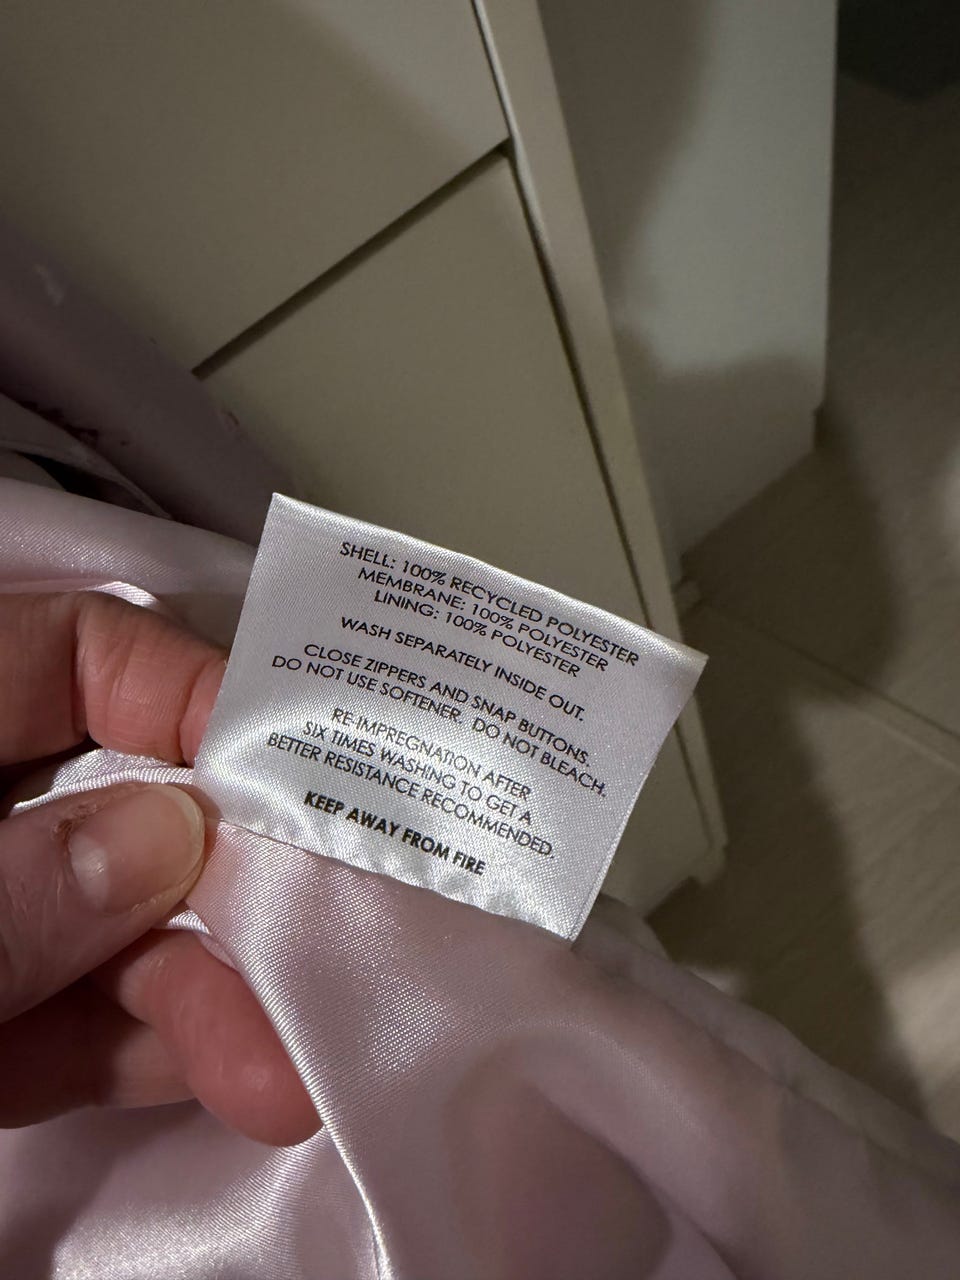 SHELL: 100% RECYCLED POLYESTER
MEMBRANE: 100% POLYESTER
LINING: 100% POLYESTER
WASH SEPARATELY INSIDE OUT.
CLOSE ZIPPERS AND SNAP BUTTONS.
DO NOT USE SOFTENER. DO NOT BLEACH.
RE-IMPREGNATION AFTER
SIX TIMES WASHING TO GET A
BETTER RESISTANCE RECOMMENDED.
KEEP AWAY FROM FIRE